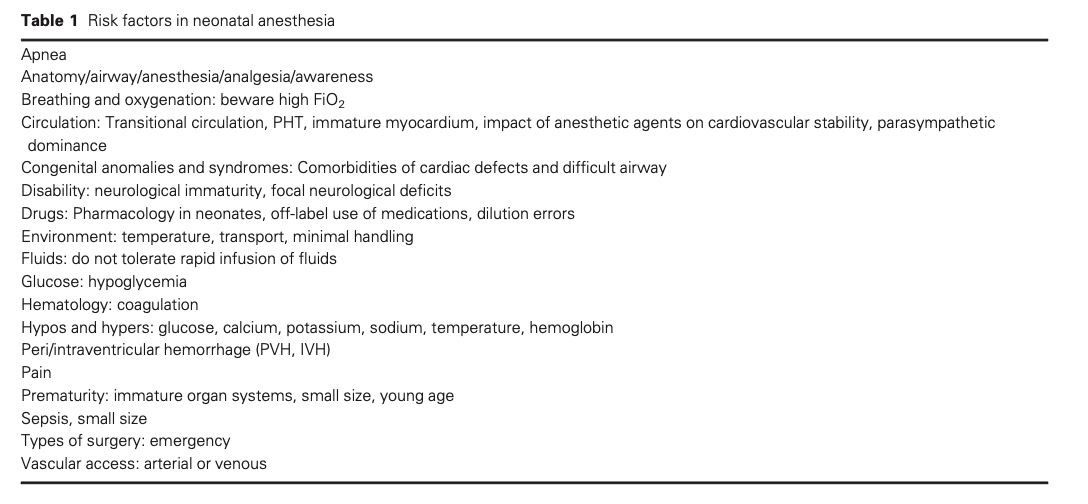 Table 1 Risk factors in neonatal anesthesia
Apnea
Anatomy/airway/anesthesia/analgesia/awareness
Breathing and oxygenation: beware high FiO₂
Circulation: Transitional circulation, PHT, immature myocardium, impact of anesthetic agents on cardiovascular stability, parasympathetic
dominance
Congenital anomalies and syndromes: Comorbidities of cardiac defects and difficult airway
Disability: neurological immaturity, focal neurological deficits
Drugs: Pharmacology in neonates, off-label use of medications, dilution errors
Environment: temperature, transport, minimal handling
Fluids: do not tolerate rapid infusion of fluids
Glucose: hypoglycemia
Hematology: coagulation
Hypos and hypers: glucose, calcium, potassium, sodium, temperature, hemoglobin
Peri/intraventricular hemorrhage (PVH, IVH)
Pain
Prematurity: immature organ systems, small size, young age
Sepsis, small size
Types of surgery: emergency
Vascular access: arterial or venous